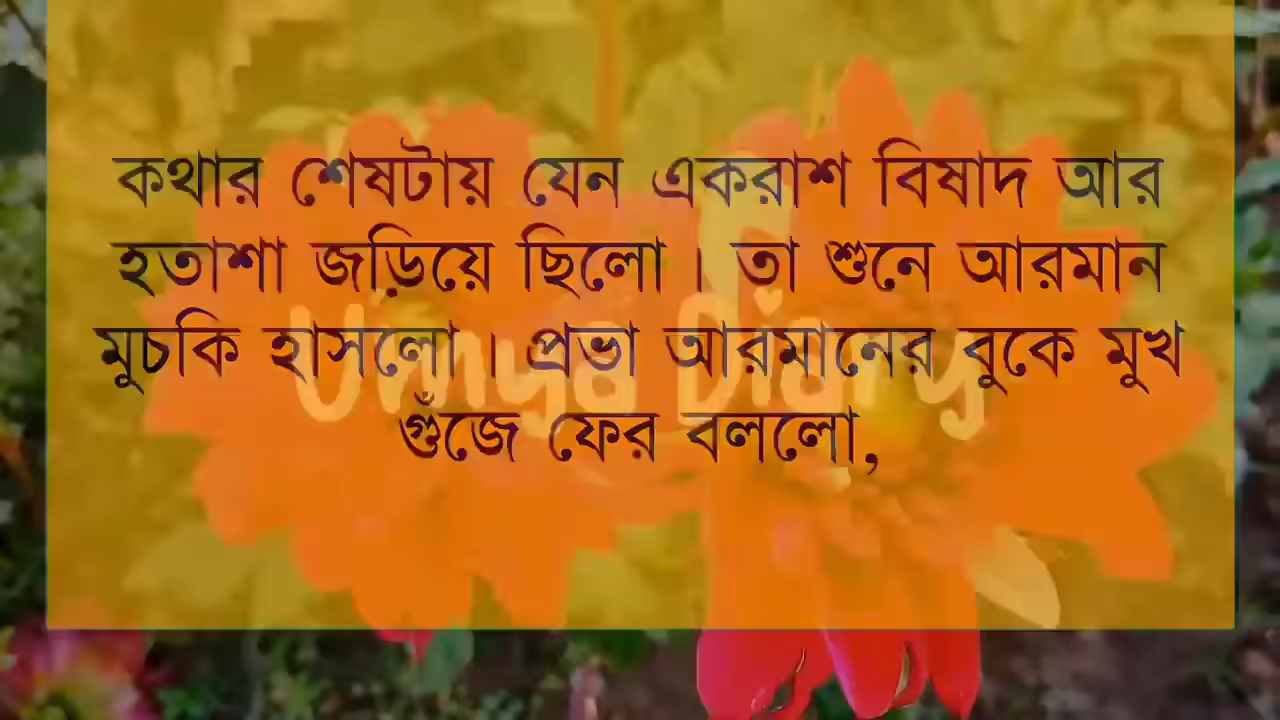 কথার শেষটায় যেন একরাশ বিষাদ আর
হতাশা জড়িয়ে ছিলো। তা শুনে আরমান
মুচকি হাসলো। প্রভা আরমানের বুকে মুখ
গুঁজে ফের বললো,